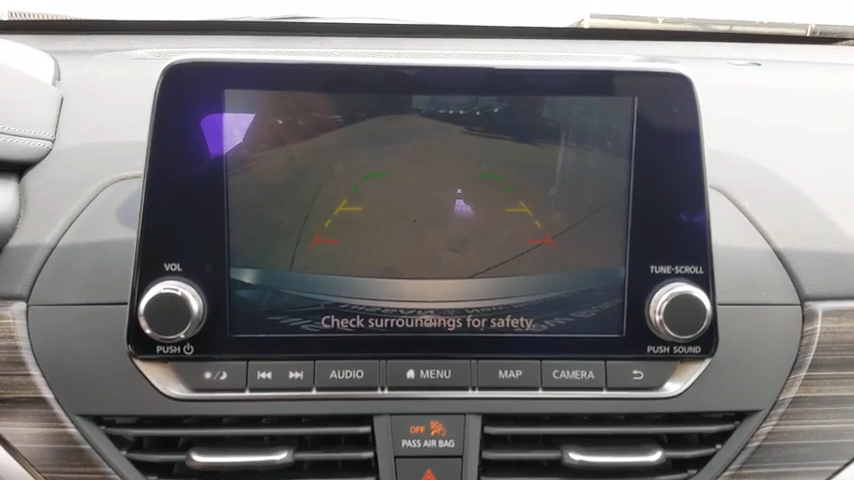 VOL
TUNE·SCROLL
Check surroundings for safety.
PUSH
PUSH SOUND
AUDIO
MENU
MAP
CAMERA
OFF
PASS AIR BAG